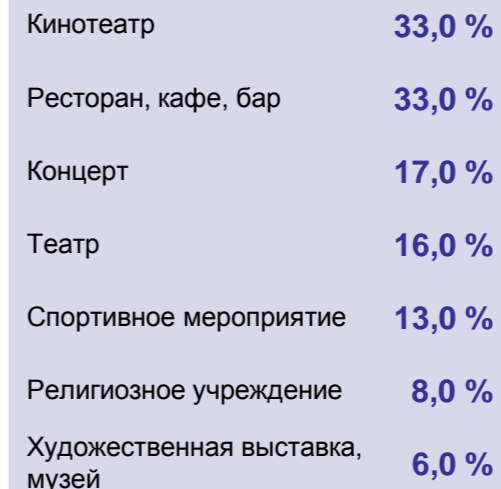 Кинотеатр 33,0 %
Ресторан, кафе, бар 33,0 %
Концерт 17,0 %
Театр 16,0 %
Спортивное мероприятие 13,0 %
Религиозное учреждение 8,0 %
Художественная выставка,
музей 6,0 %